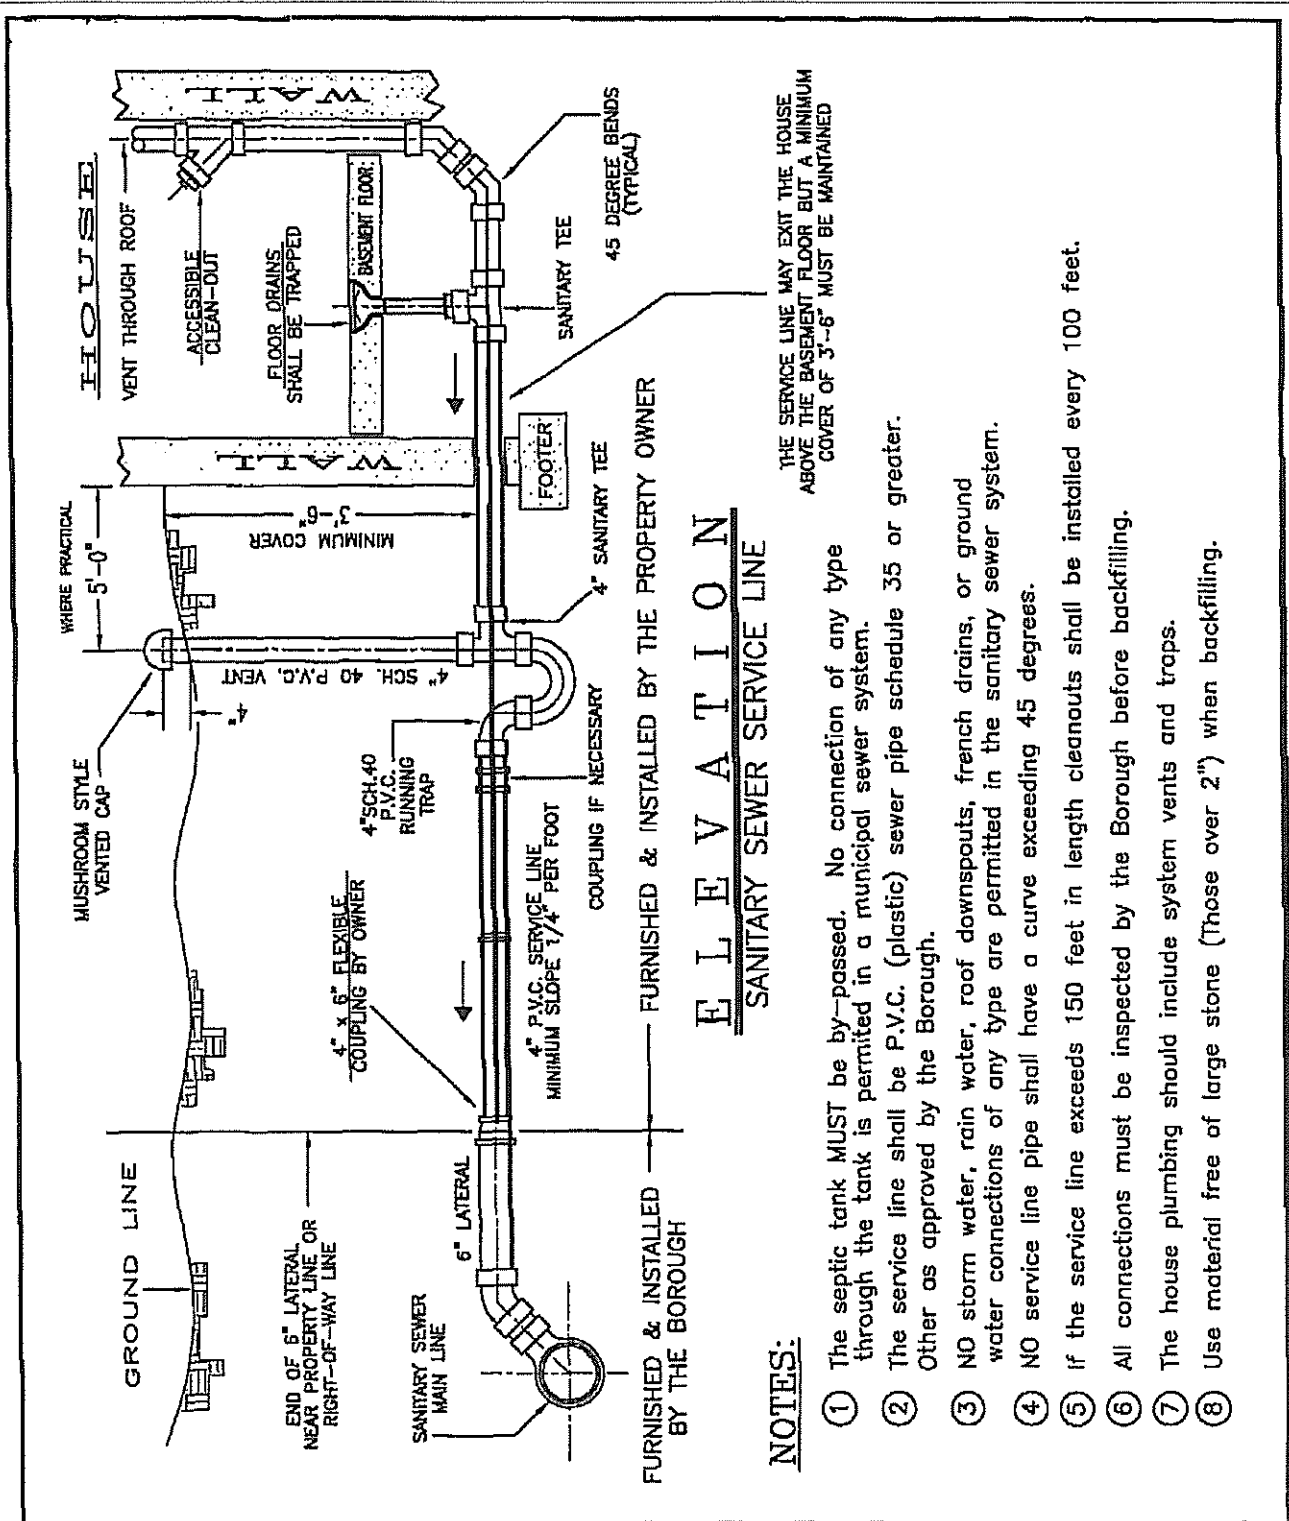 HOUSE
VENT THROUGH ROOF
ACCESSIBLE
CLEAN-OUT
FLOOR DRAINS
SHALL BE TRAPPED
BASEMENT FLOOR
WALL
WALL
45 DEGREE BENDS
(TYPICAL)
SANITARY TEE
THE SERVICE LINE MAY EXIT THE HOUSE
ABOVE THE BASEMENT FLOOR BUT A MINIMUM
COVER OF 3'-6" MUST BE MAINTAINED
FOOTER
WHERE PRACTICAL
5'-0"
MINIMUM COVER
3'-6"
4" SANITARY TEE
MUSHROOM STYLE
VENTED CAP
4"
4" SCH. 40 P.V.C. VENT
4"SCH.40
P.V.C.
RUNNING
TRAP
COUPLING IF NECESSARY
4" x 6" FLEXIBLE
COUPLING BY OWNER
4" P.V.C. SERVICE LINE
MINIMUM SLOPE 1/4" PER FOOT
GROUND LINE
END OF 6" LATERAL
NEAR PROPERTY LINE OR
RIGHT-OF-WAY LINE
6" LATERAL
SANITARY SEWER
MAIN LINE
FURNISHED & INSTALLED
BY THE BOROUGH
FURNISHED & INSTALLED BY THE PROPERTY OWNER
ELEVATION
SANITARY SEWER SERVICE LINE
NOTES:
1 The septic tank MUST be by-passed. No connection of any type
through the tank is permited in a municipal sewer system.
2 The service line shall be P.V.C. (plastic) sewer pipe schedule 35 or greater.
Other as approved by the Borough.
3 NO storm water, rain water, roof downspouts, french drains, or ground
water connections of any type are permitted in the sanitary sewer system.
4 NO service line pipe shall have a curve exceeding 45 degrees.
5 If the service line exceeds 150 feet in length cleanouts shall be installed every 100 feet.
6 All connections must be inspected by the Borough before backfilling.
7 The house plumbing should include system vents and traps.
8 Use material free of large stone (Those over 2") when backfilling.